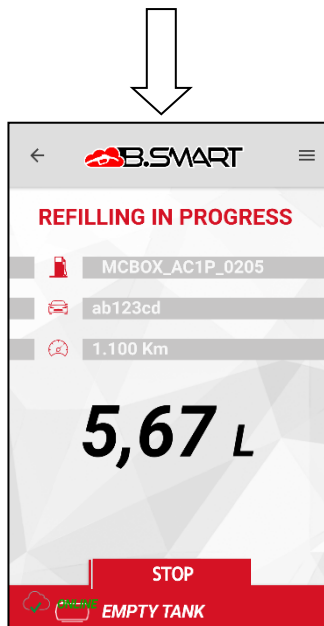 B.SMART
REFILLING IN PROGRESS
MCBOX_AC1P_0205
ab123cd
1.100 Km
5,67 L
STOP
ONLINE
EMPTY TANK